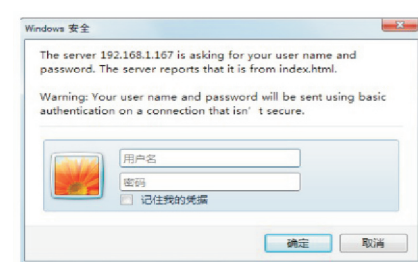 Windows 安全
The server 192.168.1.167 is asking for your user name and
password. The server reports that it is from index.html.
Warning: Your user name and password will be sent using basic
authentication on a connection that isn't secure.
用户名
密码
记住我的凭据
确定
取消